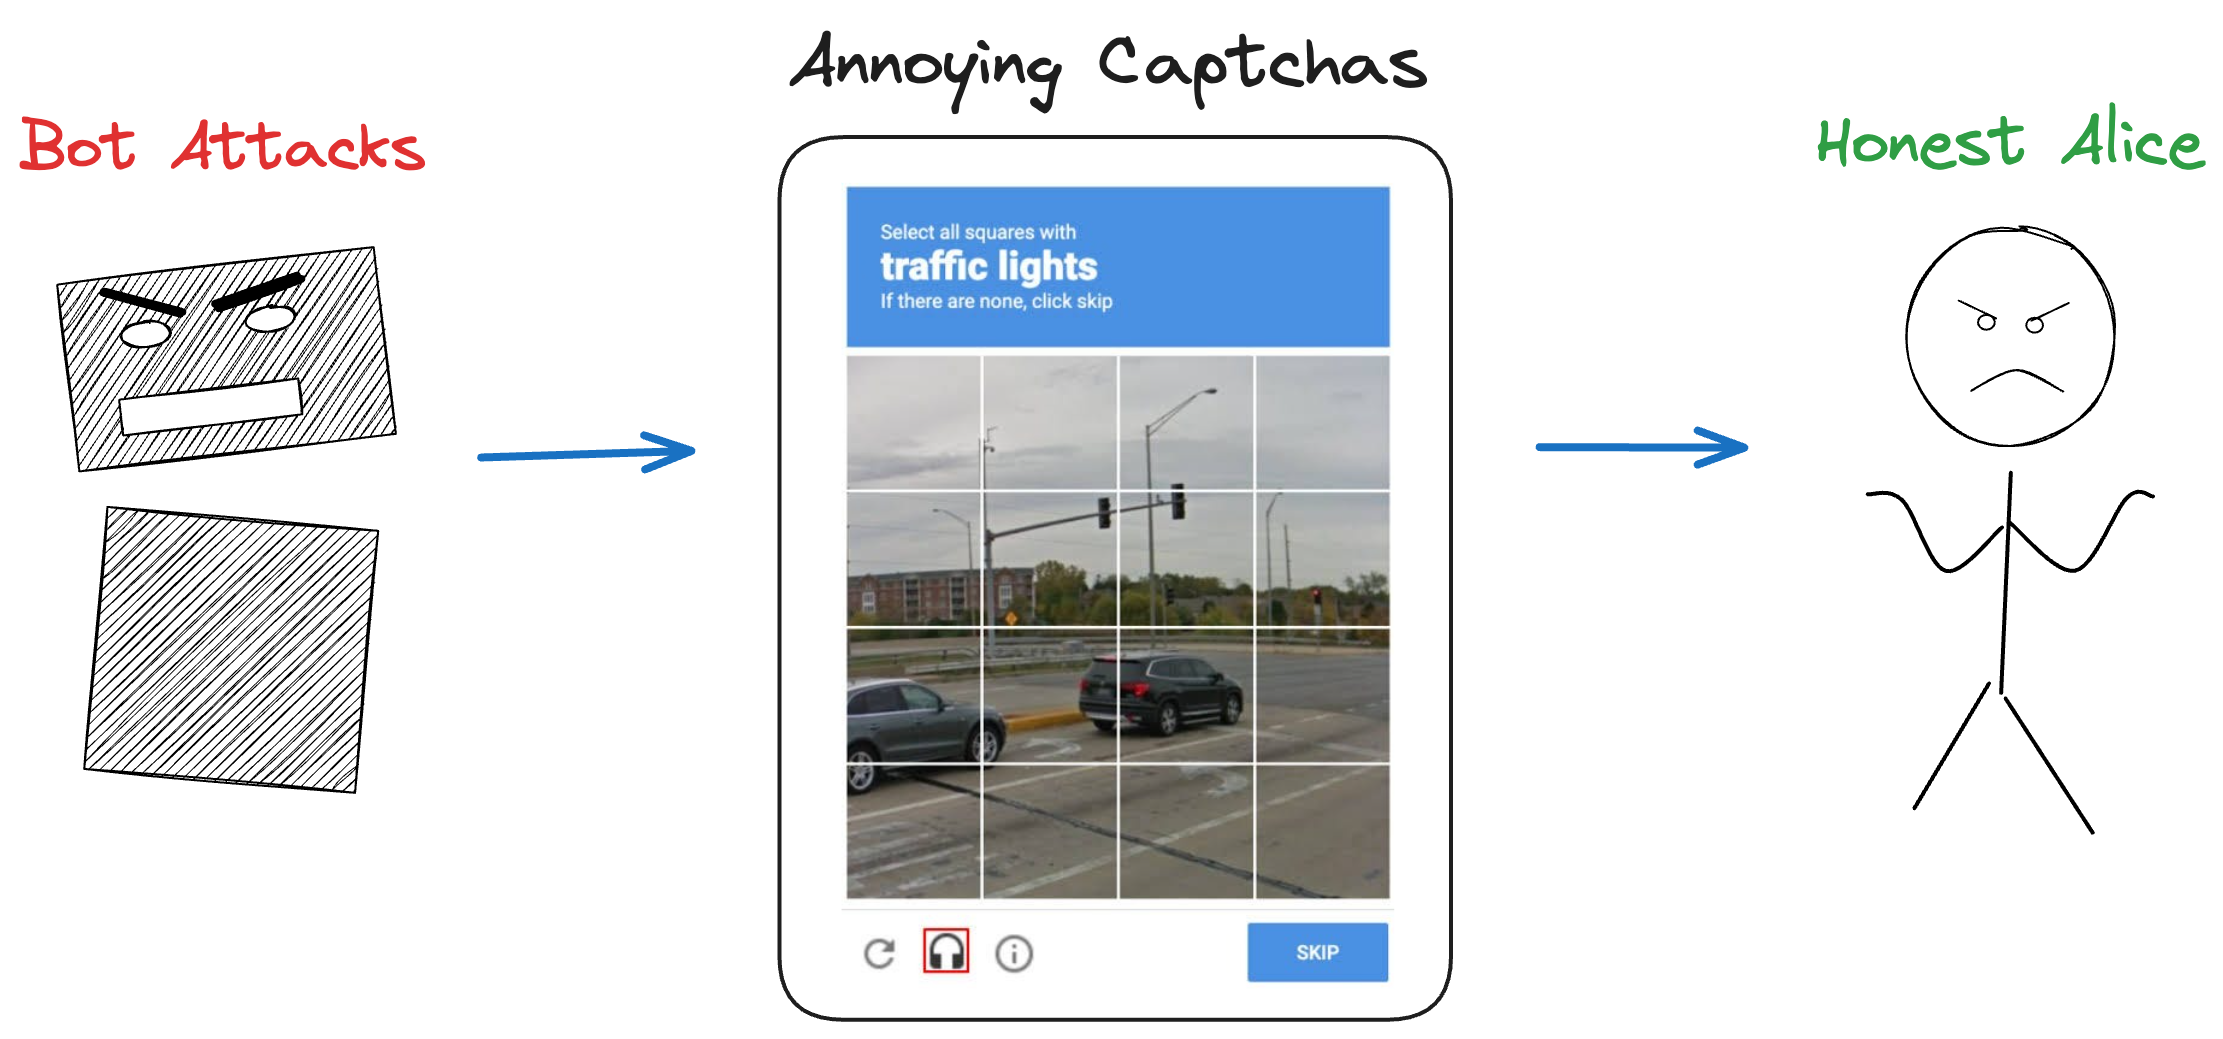 Annoying Captchas
Bot Attacks
Honest Alice
Select all squares with
traffic lights
If there are none, click skip
SKIP